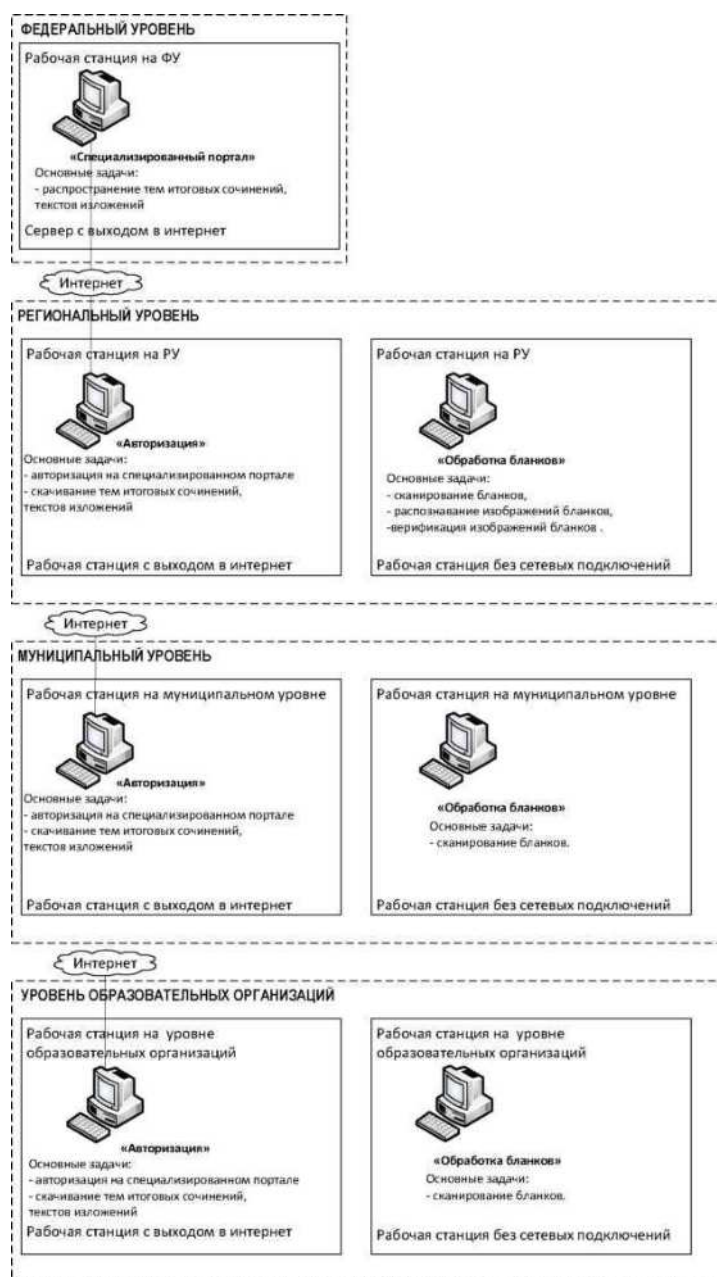 ФЕДЕРАЛЬНЫЙ УРОВЕНЬ
Рабочая станция на ФУ
«Специализированный портал»
Основные задачи:
- распространение тем итоговых сочинений,
текстов изложений
Сервер с выходом в интернет
Интернет
РЕГИОНАЛЬНЫЙ УРОВЕНЬ
Рабочая станция на РУ
«Авторизация»
Основные задачи:
- авторизация на специализированном портале
- скачивание тем итоговых сочинений,
текстов изложений
Рабочая станция с выходом в интернет
Рабочая станция на РУ
«Обработка бланков»
Основные задачи:
- сканирование бланков,
- распознавание изображений бланков,
-верификация изображений бланков .
Рабочая станция без сетевых подключений
Интернет
МУНИЦИПАЛЬНЫЙ УРОВЕНЬ
Рабочая станция на муниципальном уровне
«Авторизация»
Основные задачи:
- авторизация на специализированном портале
- скачивание тем итоговых сочинений,
текстов изложений
Рабочая станция с выходом в интернет
Рабочая станция на муниципальном уровне
«Обработка бланков»
Основные задачи:
- сканирование бланков.
Рабочая станция без сетевых подключений
Интернет
УРОВЕНЬ ОБРАЗОВАТЕЛЬНЫХ ОРГАНИЗАЦИЙ
Рабочая станция на уровне
образовательных организаций
«Авторизация»
Основные задачи:
- авторизация на специализированном портале
- скачивание тем итоговых сочинений,
текстов изложений
Рабочая станция с выходом в интернет
Рабочая станция на уровне
образовательных организаций
«Обработка бланков»
Основные задачи:
- сканирование бланков.
Рабочая станция без сетевых подключений